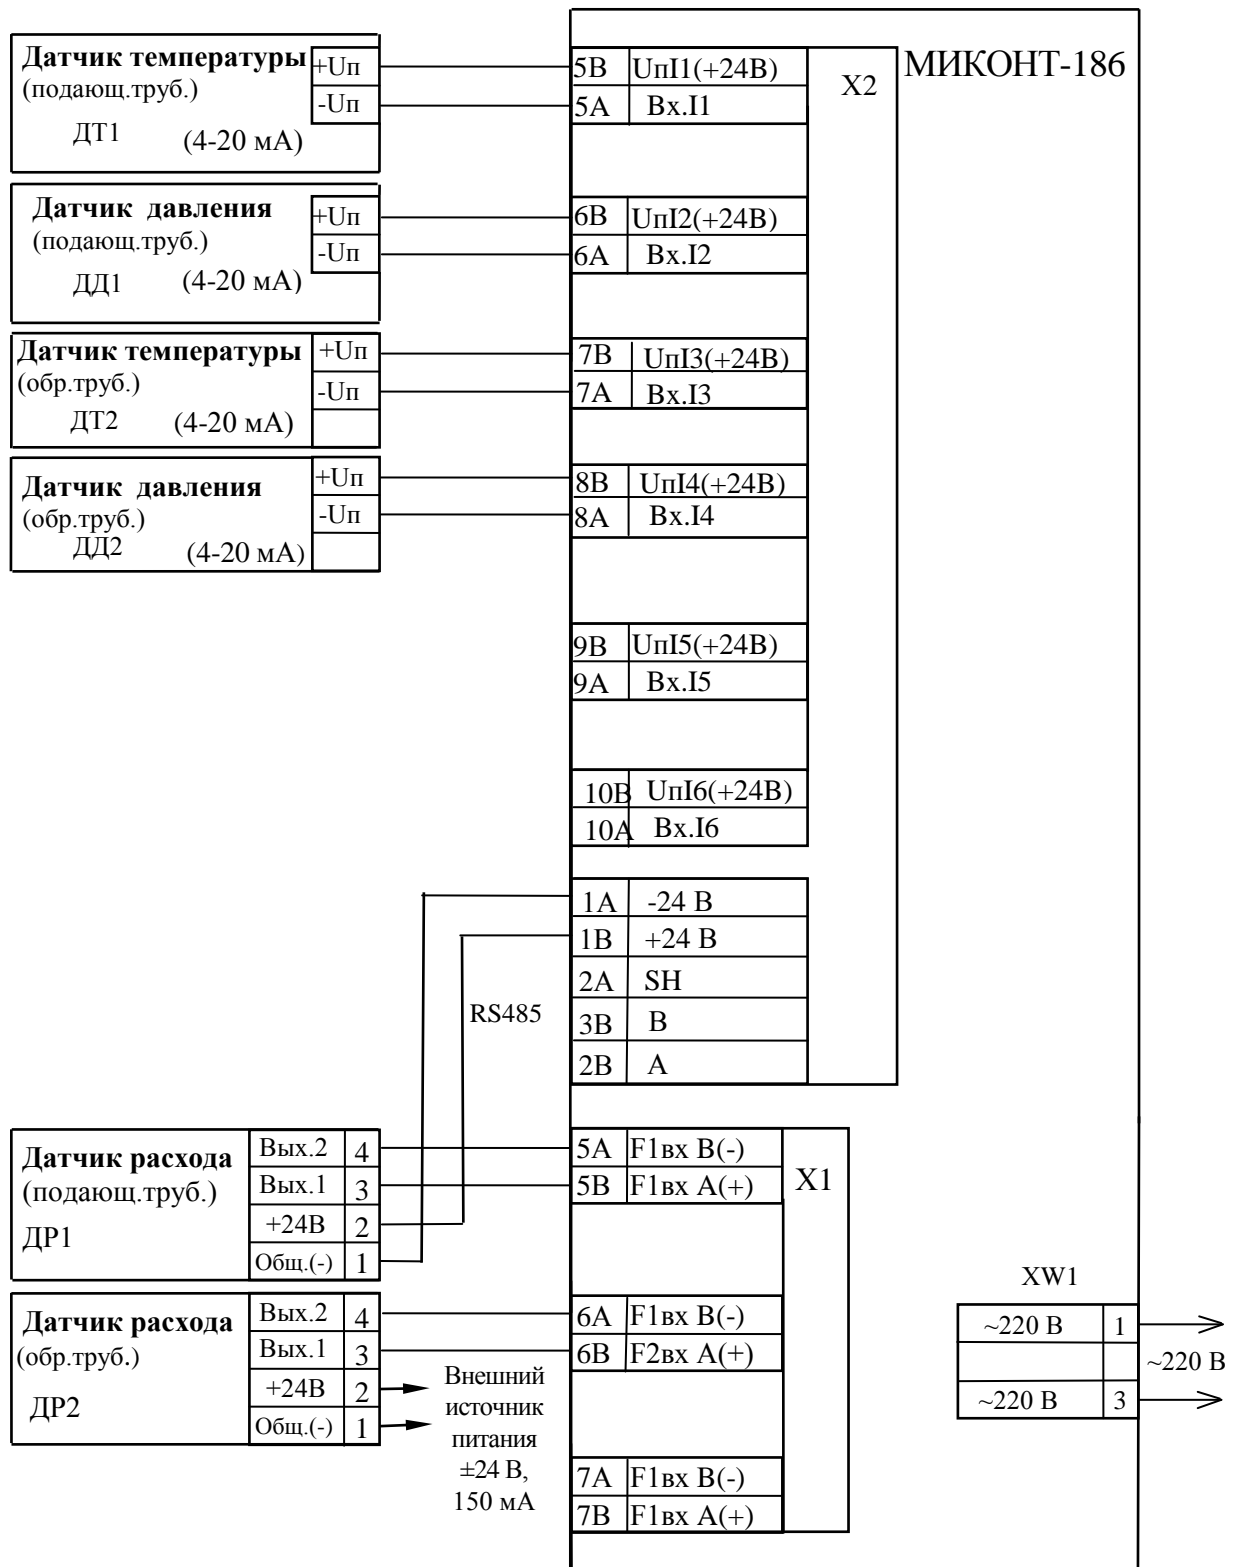 МИКОНТ-186
Датчик температуры
(подающ.труб.)
ДТ1 (4-20 мА)
+Uп
-Uп
5В UпI1(+24В)
5А Вх.I1
X2
Датчик давления
(подающ.труб.)
ДД1 (4-20 мА)
+Uп
-Uп
6В UпI2(+24В)
6А Вх.I2
Датчик температуры
(обр.труб.)
ДТ2 (4-20 мА)
+Uп
-Uп
7В UпI3(+24В)
7А Вх.I3
Датчик давления
(обр.труб.)
ДД2 (4-20 мА)
+Uп
-Uп
8В UпI4(+24В)
8А Вх.I4
9В UпI5(+24В)
9А Вх.I5
10В UпI6(+24В)
10А Вх.I6
1А -24 В
1В +24 В
2А SH
3В В
2В А
RS485
Датчик расхода
(подающ.труб.)
ДР1
Вых.2 4
Вых.1 3
+24В 2
Общ.(-) 1
5А F1вх В(-)
5В F1вх А(+)
X1
Датчик расхода
(обр.труб.)
ДР2
Вых.2 4
Вых.1 3
+24В 2
Общ.(-) 1
6А F1вх В(-)
6В F2вх А(+)
Внешний
источник
питания
±24 В,
150 мА
7А F1вх В(-)
7В F1вх А(+)
XW1
~220 В 1
~220 В
~220 В 3